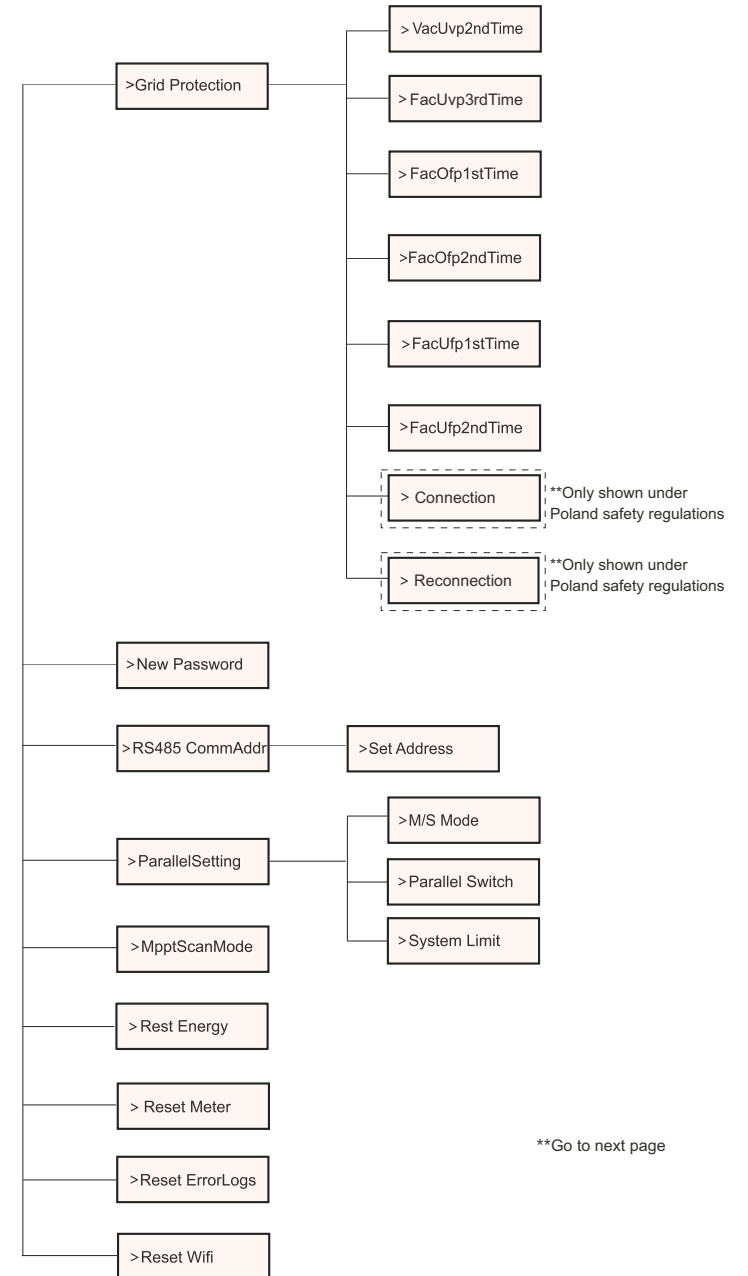 > VacUvp2ndTime
>Grid Protection
> FacUvp3rdTime
> FacOfp1stTime
>FacOfp2ndTime
>FacUfp1stTime
>FacUfp2ndTime
> Connection
**Only shown under
Poland safety regulations
> Reconnection
**Only shown under
Poland safety regulations
>New Password
>RS485 CommAddr
>Set Address
>ParallelSetting
>M/S Mode
>Parallel Switch
>System Limit
>MpptScanMode
> Rest Energy
> Reset Meter
**Go to next page
>Reset ErrorLogs
>Reset Wifi